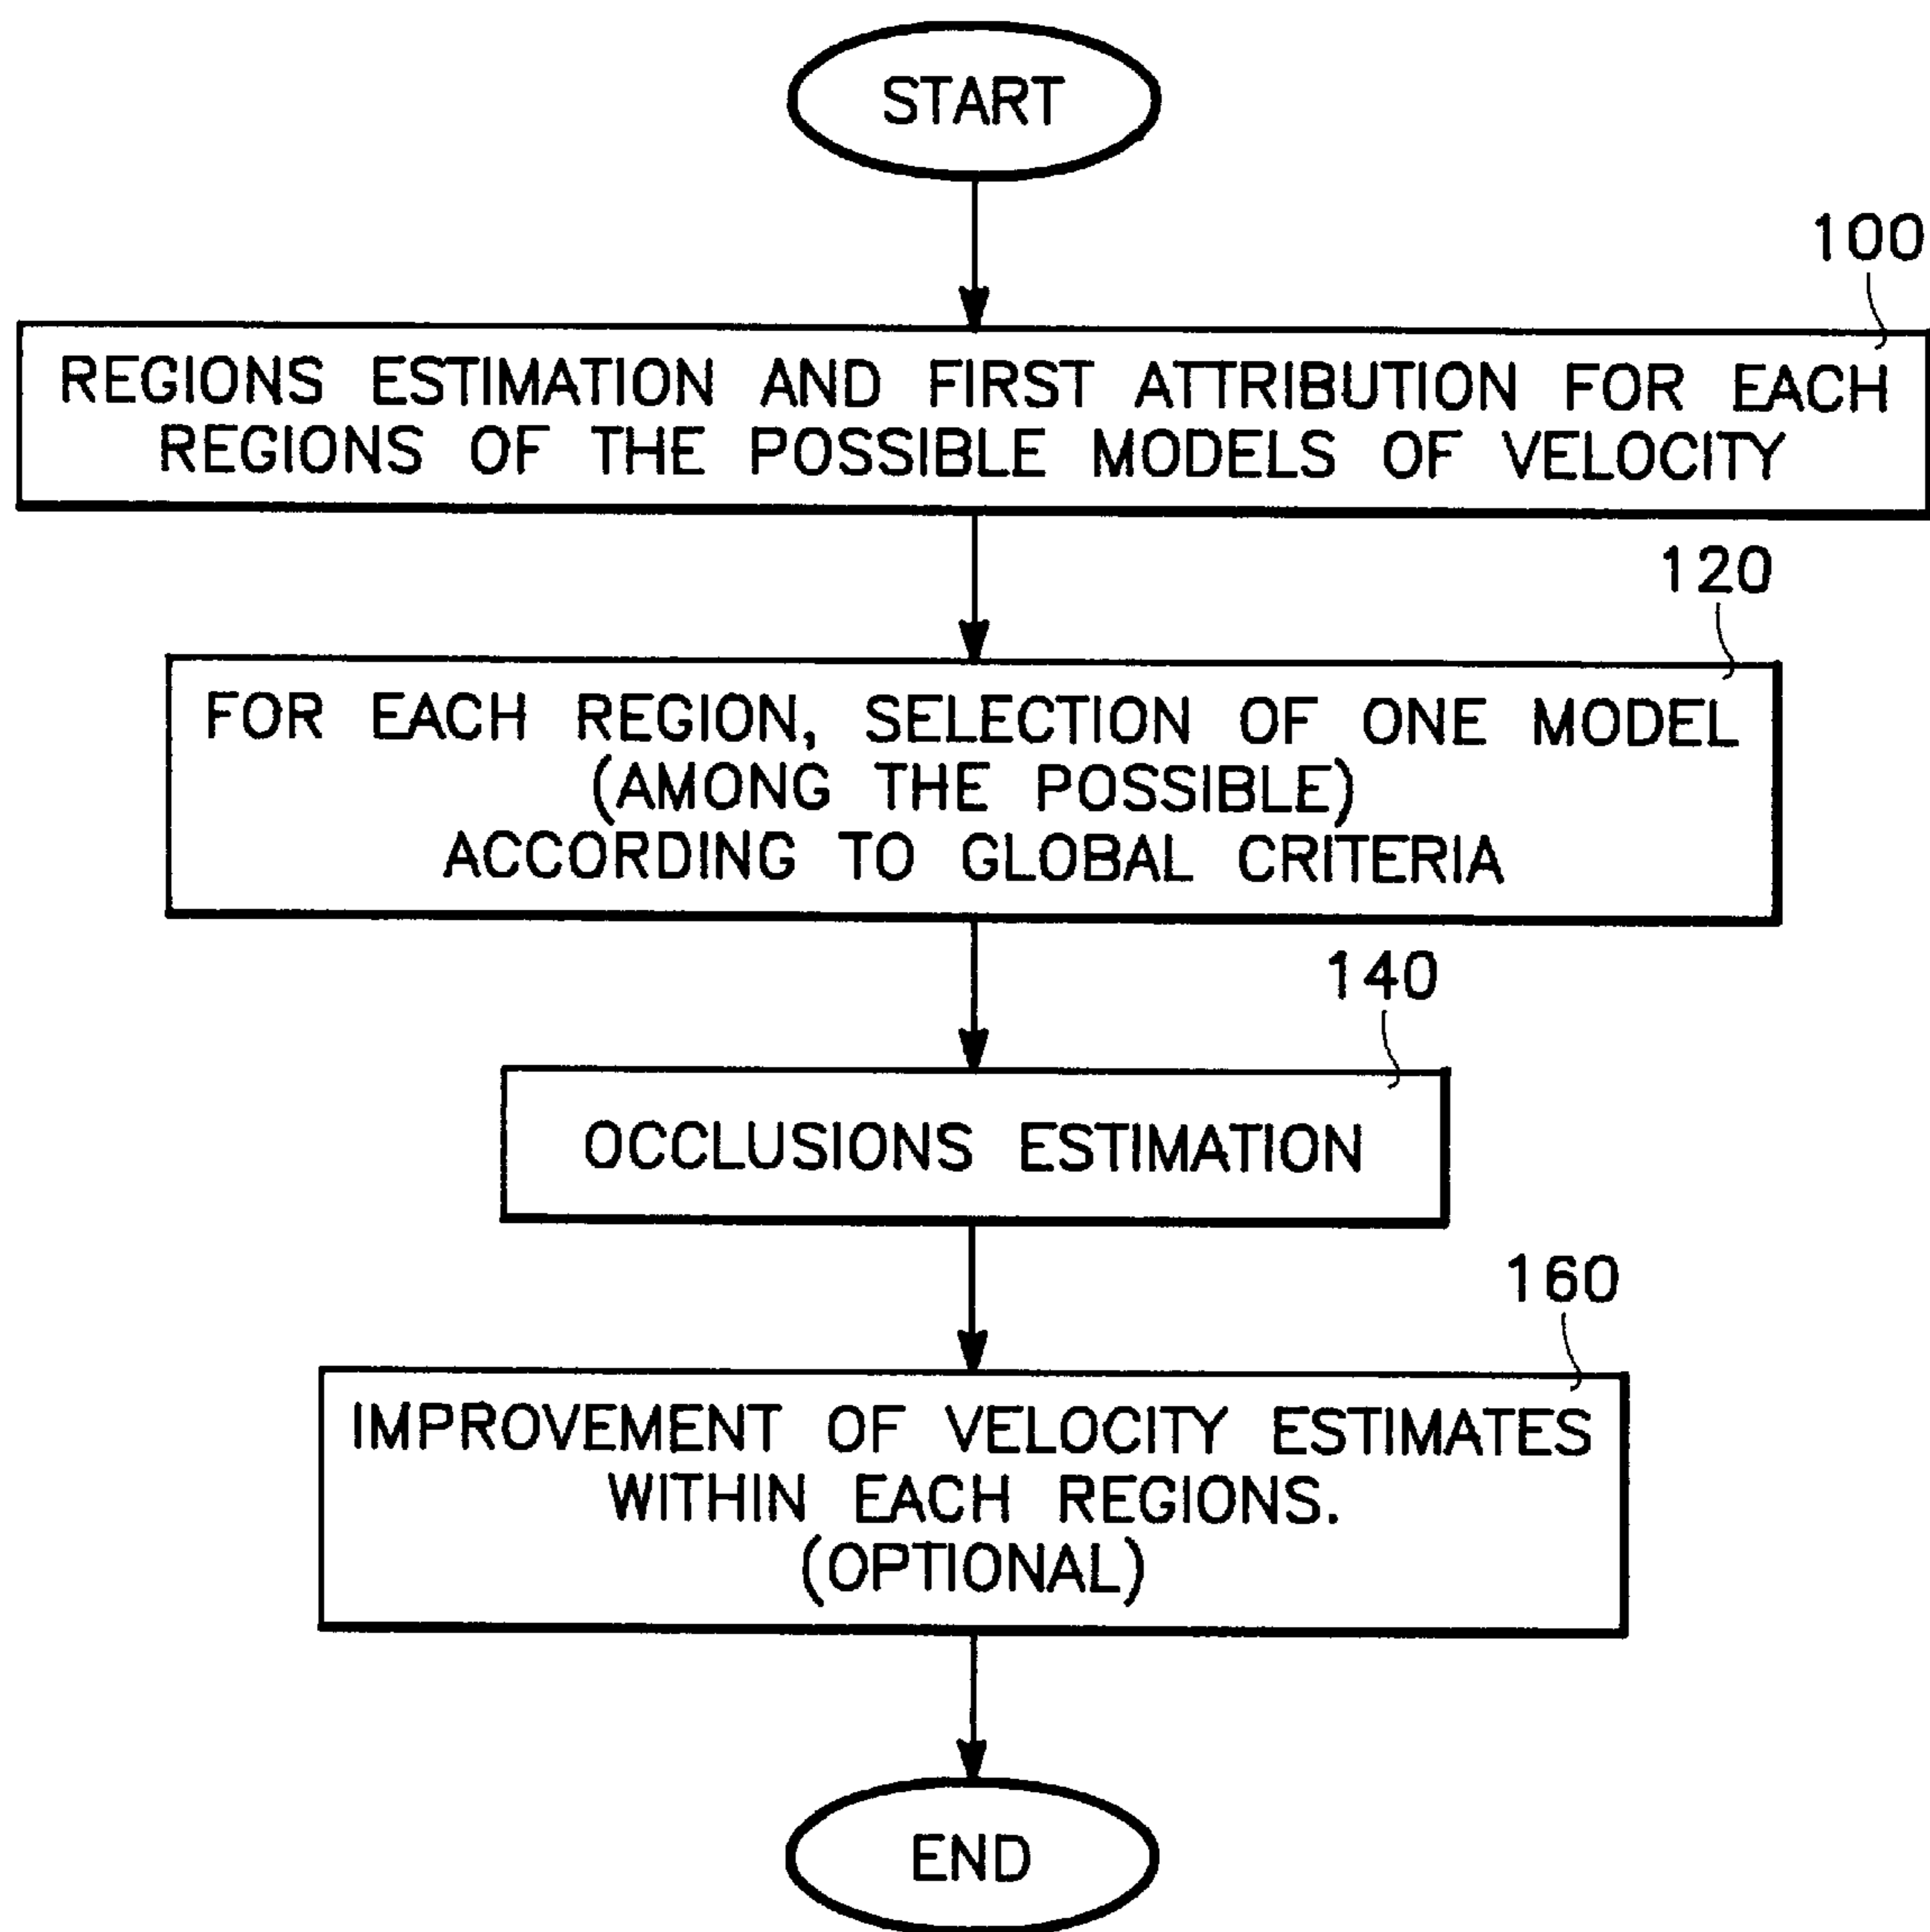 START
100
REGIONS ESTIMATION AND FIRST ATTRIBUTION FOR EACH
REGIONS OF THE POSSIBLE MODELS OF VELOCITY
120
FOR EACH REGION, SELECTION OF ONE MODEL
(AMONG THE POSSIBLE)
ACCORDING TO GLOBAL CRITERIA
140
OCCLUSIONS ESTIMATION
160
IMPROVEMENT OF VELOCITY ESTIMATES
WITHIN EACH REGIONS.
(OPTIONAL)
END